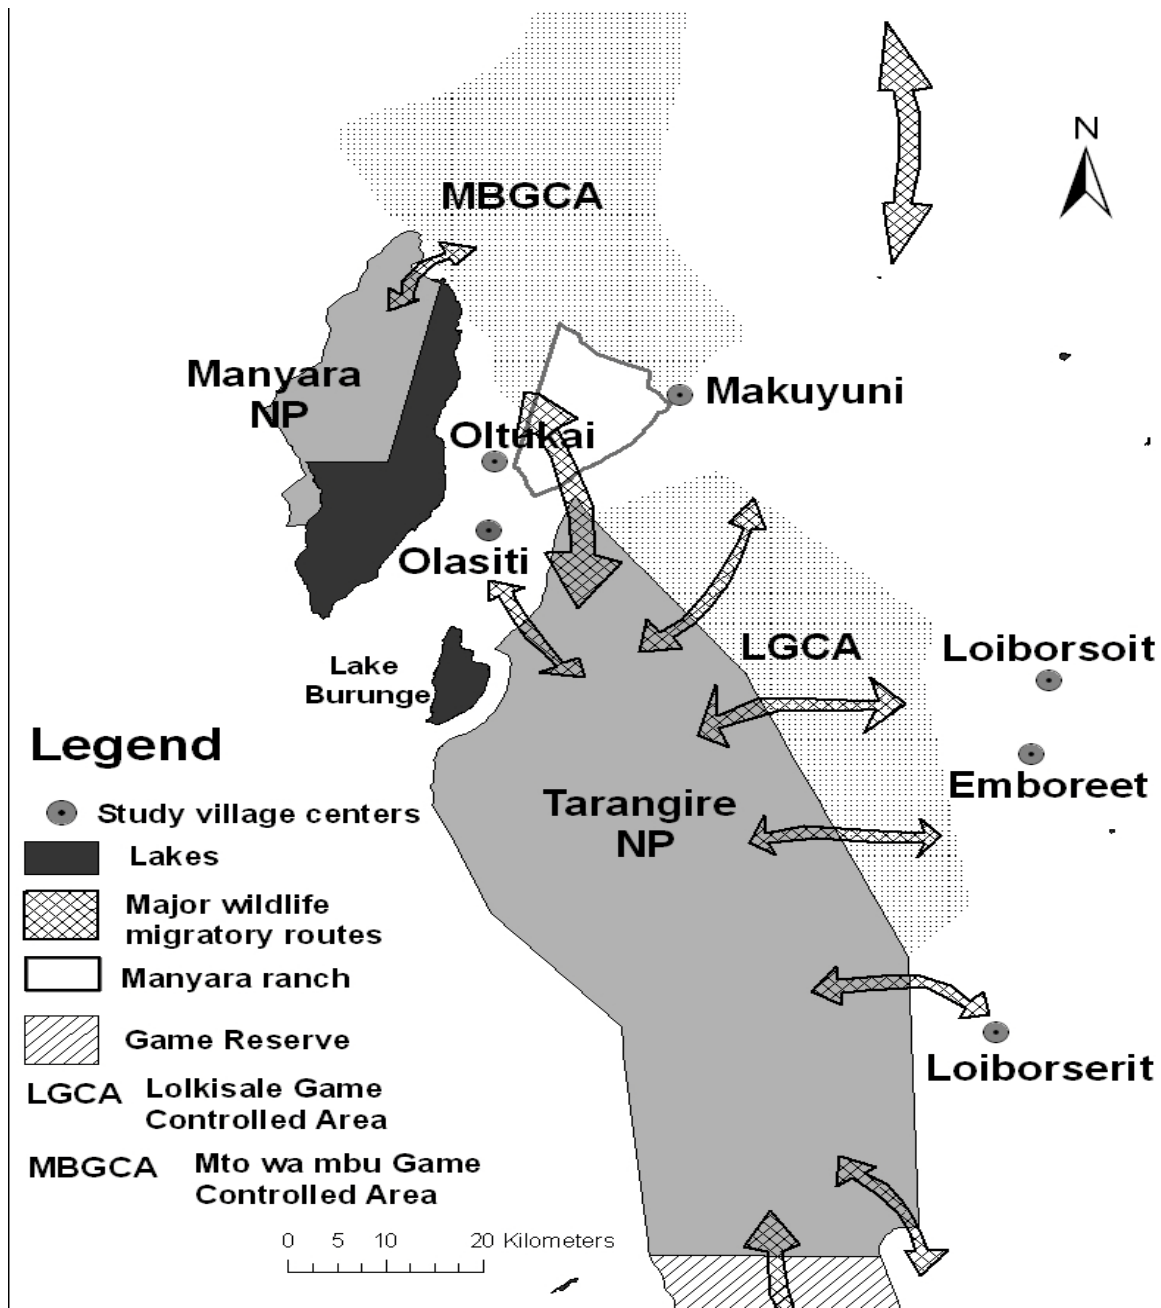 N
MBGCA
Manyara
NP
Makuyuni
Oltukai
Olasiti
LGCA
Loiborsoit
Lake
Burunge
Emboreet
Tarangire
NP
Loiborserit
Legend
Study village centers
Lakes
Major wildlife
migratory routes
Manyara ranch
Game Reserve
LGCA Lolkisale Game
Controlled Area
MBGCA Mto wa mbu Game
Controlled Area
0 5 10 20 Kilometers